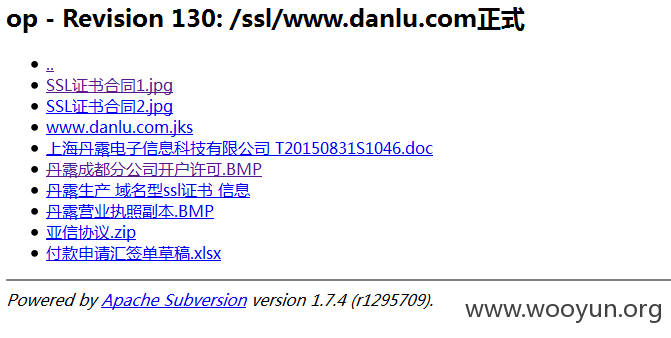 op - Revision 130: /ssl/www.danlu.com正式
..
SSL证书合同1.jpg
SSL证书合同2.jpg
www.danlu.com.jks
上海丹露电子信息科技有限公司 T20150831S1046.doc
丹露成都分公司开户许可.BMP
丹露生产 域名型ssl证书 信息
丹露营业执照副本.BMP
亚信协议.zip
付款申请汇签单草稿.xlsx
Powered by Apache Subversion version 1.7.4 (r1295709).
www.wooyun.org